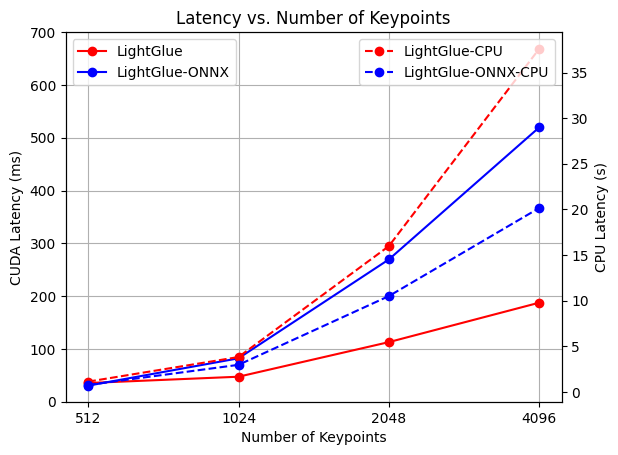 Latency vs. Number of Keypoints
LightGlue
LightGlue-ONNX
LightGlue-CPU
LightGlue-ONNX-CPU
CUDA Latency (ms)
700
600
500
400
300
200
100
0
CPU Latency (s)
35
30
25
20
15
10
5
0
512 1024 2048 4096
Number of Keypoints